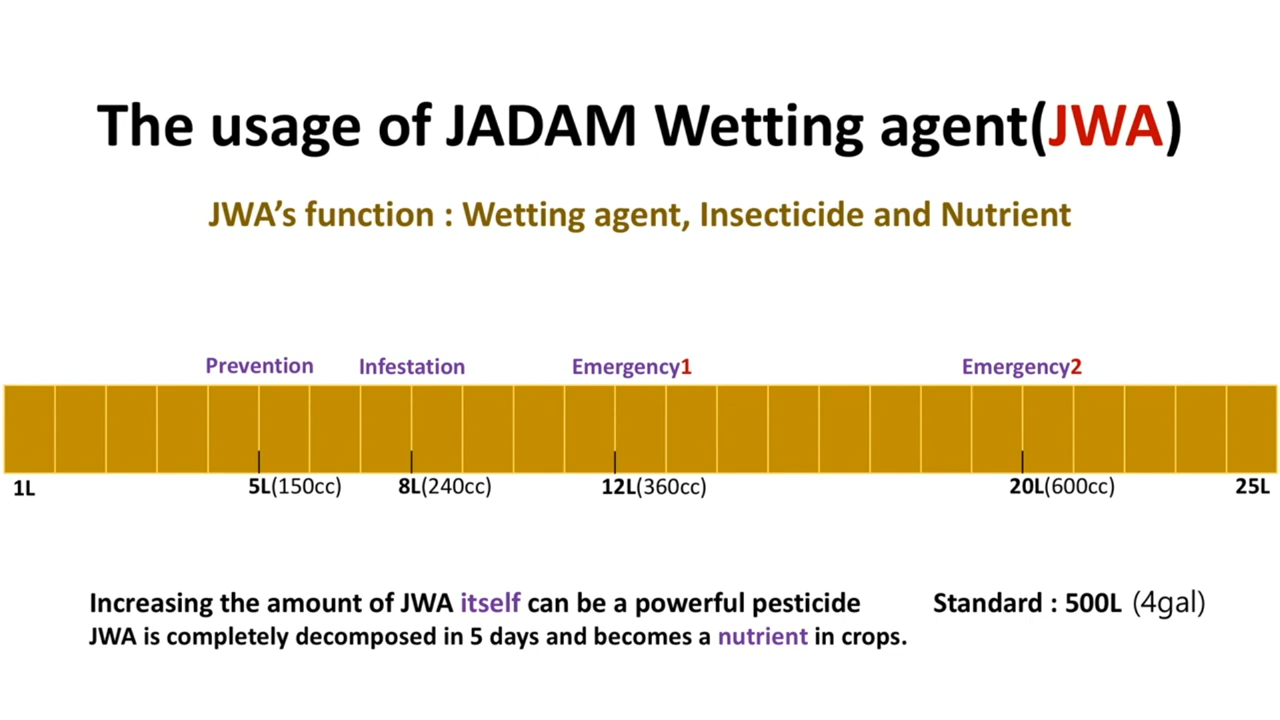 The usage of JADAM Wetting agent(JWA)
JWA’s function : Wetting agent, Insecticide and Nutrient
Prevention Infestation Emergency1 Emergency2
1L 5L(150cc) 8L(240cc) 12L(360cc) 20L(600cc) 25L
Increasing the amount of JWA itself can be a powerful pesticide Standard : 500L (4gal)
JWA is completely decomposed in 5 days and becomes a nutrient in crops.